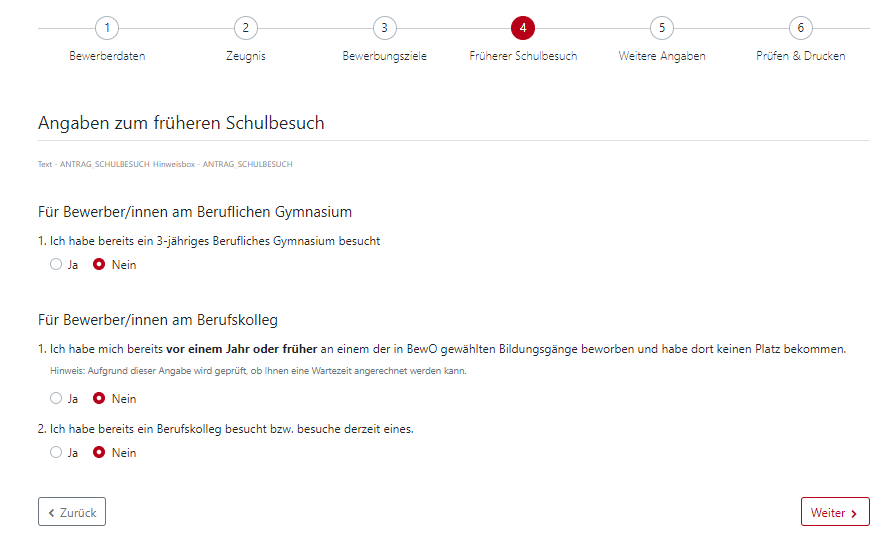 1 2 3 4 5 6
Bewerberdaten Zeugnis Bewerbungsziele Früherer Schulbesuch Weitere Angaben Prüfen & Drucken
Angaben zum früheren Schulbesuch
Text - ANTRAG_SCHULBESUCH Hinweisbox - ANTRAG_SCHULBESUCH
Für Bewerber/innen am Beruflichen Gymnasium
1. Ich habe bereits ein 3-jähriges Berufliches Gymnasium besucht
Ja Nein
Für Bewerber/innen am Berufskolleg
1. Ich habe mich bereits vor einem Jahr oder früher an einem der in BewO gewählten Bildungsgänge beworben und habe dort keinen Platz bekommen.
Hinweis: Aufgrund dieser Angabe wird geprüft, ob Ihnen eine Wartezeit angerechnet werden kann.
Ja Nein
2. Ich habe bereits ein Berufskolleg besucht bzw. besuche derzeit eines.
Ja Nein
Zurück Weiter